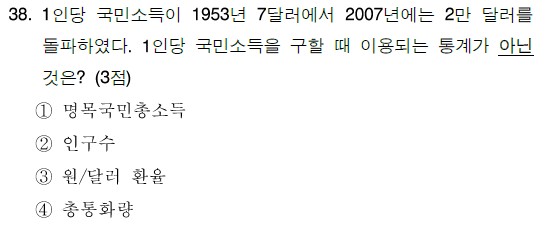 38. 1인당 국민소득이 1953년 7달러에서 2007년에는 2만 달러를
돌파하였다. 1인당 국민소득을 구할 때 이용되는 통계가 아닌
것은? (3점)
① 명목국민총소득
② 인구수
③ 원/달러 환율
④ 총통화량